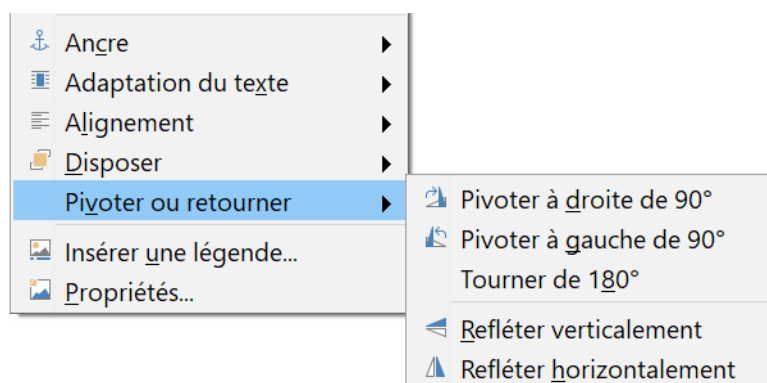 Ancre
Adaptation du texte
Alignement
Disposer
Pivoter ou retourner
Insérer une légende...
Propriétés...
Pivoter à droite de 90°
Pivoter à gauche de 90°
Tourner de 180°
Refléter verticalement
Refléter horizontalement